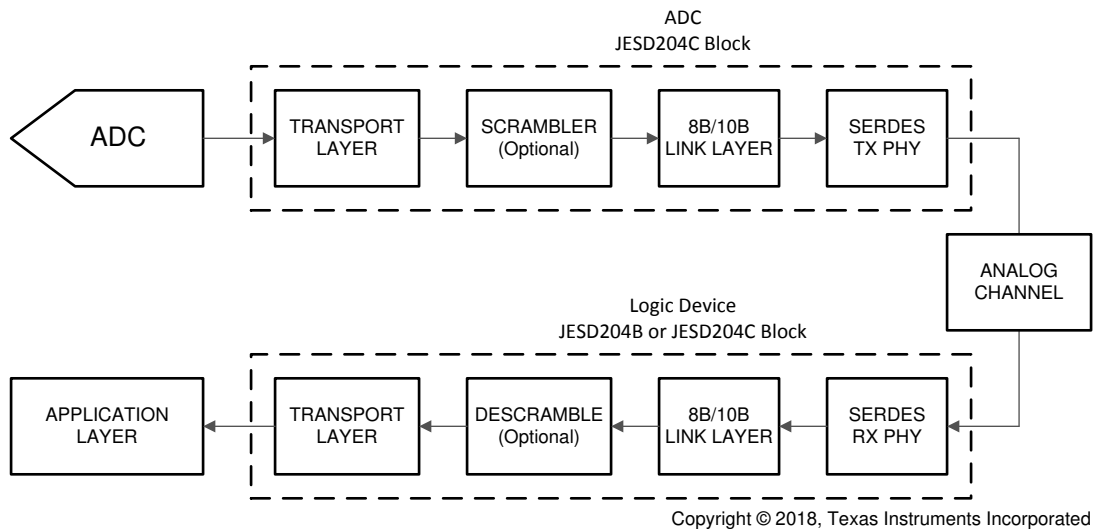 ADC
JESD204C Block
ADC
TRANSPORT
LAYER
SCRAMBLER
(Optional)
8B/10B
LINK LAYER
SERDES
TX PHY
ANALOG
CHANNEL
Logic Device
JESD204B or JESD204C Block
APPLICATION
LAYER
TRANSPORT
LAYER
DESCRAMBLE
(Optional)
8B/10B
LINK LAYER
SERDES
RX PHY
Copyright © 2018, Texas Instruments Incorporated